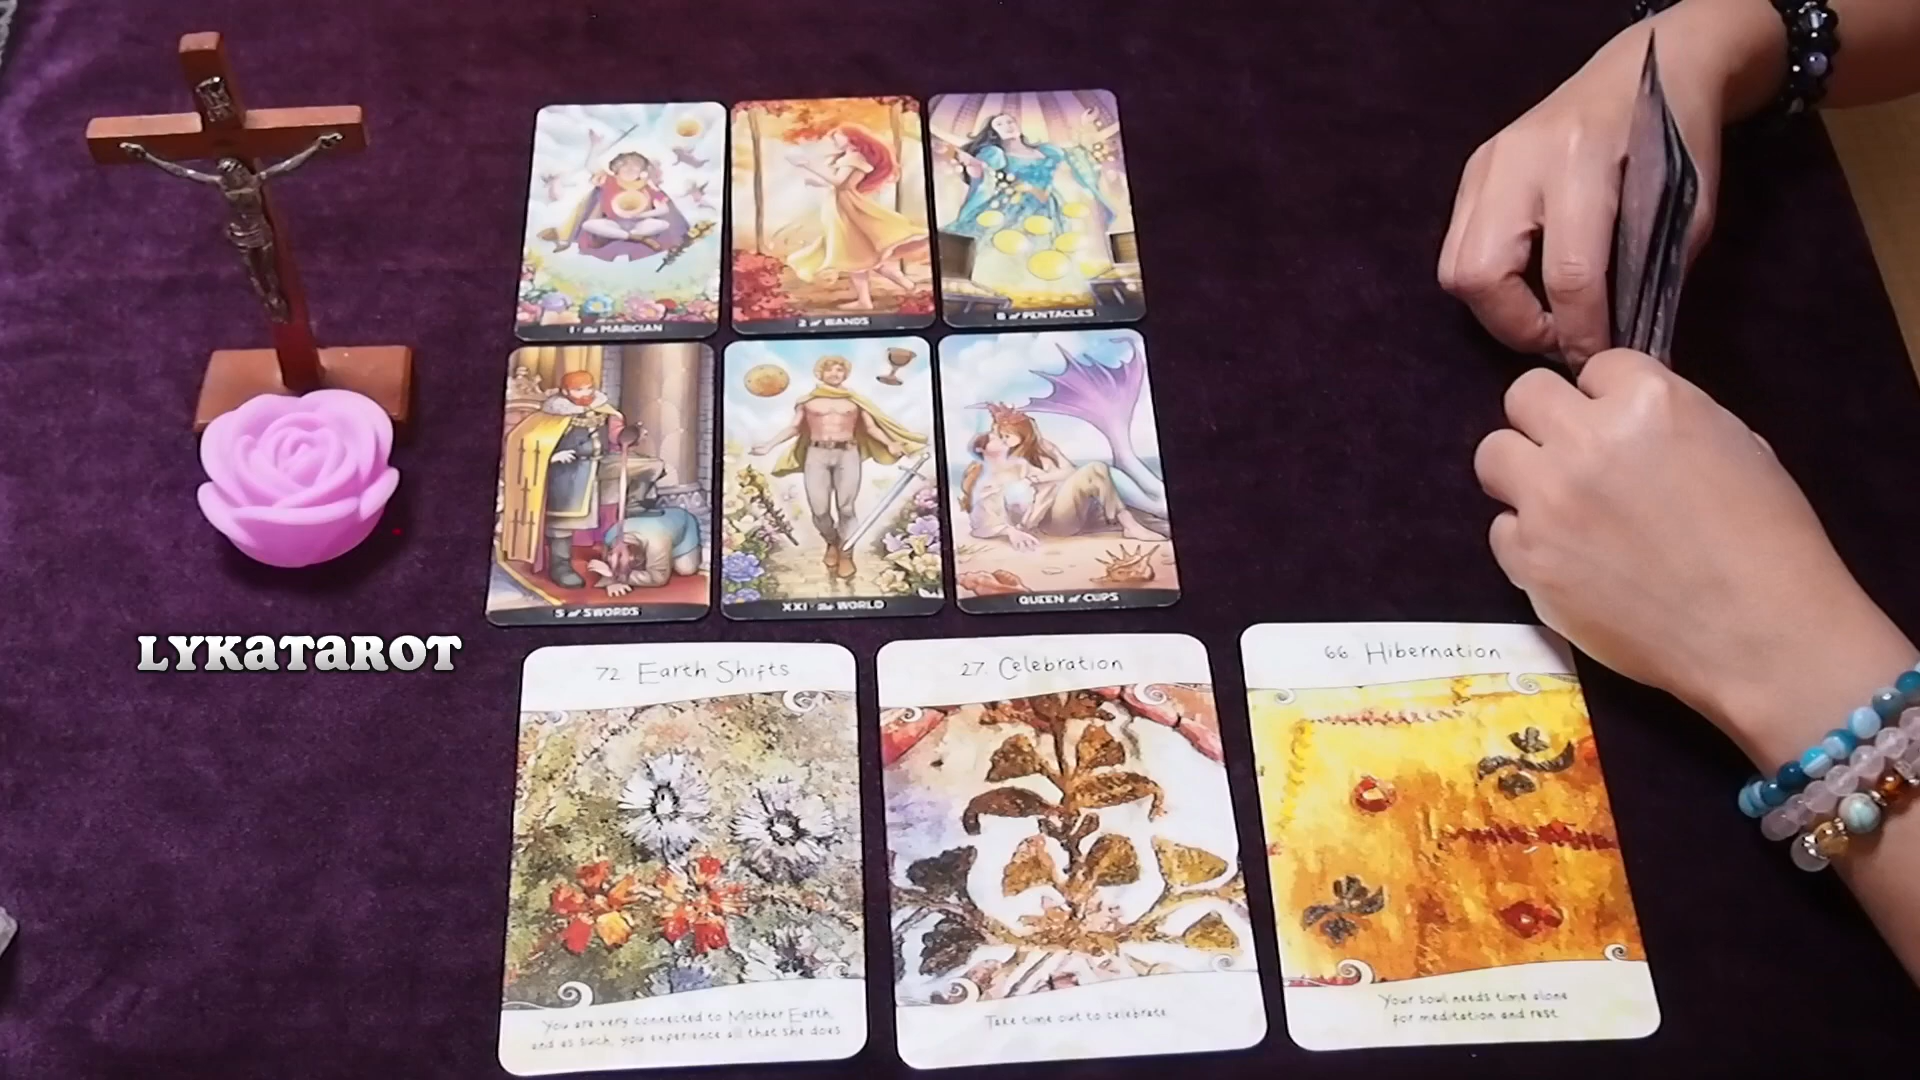 I · the MAGICIAN
2 of WANDS
of PENTACLES
5 of SWORDS
XXI · the WORLD
QUEEN of CUPS
LYKATAROT
72 Earth Shifts
27. Celebration
66 Hibernation
You are very connected to Mother Earth,
and as such, you experience all that she does
Take time out to celebrate
Your soul needs time alone
for meditation and rest